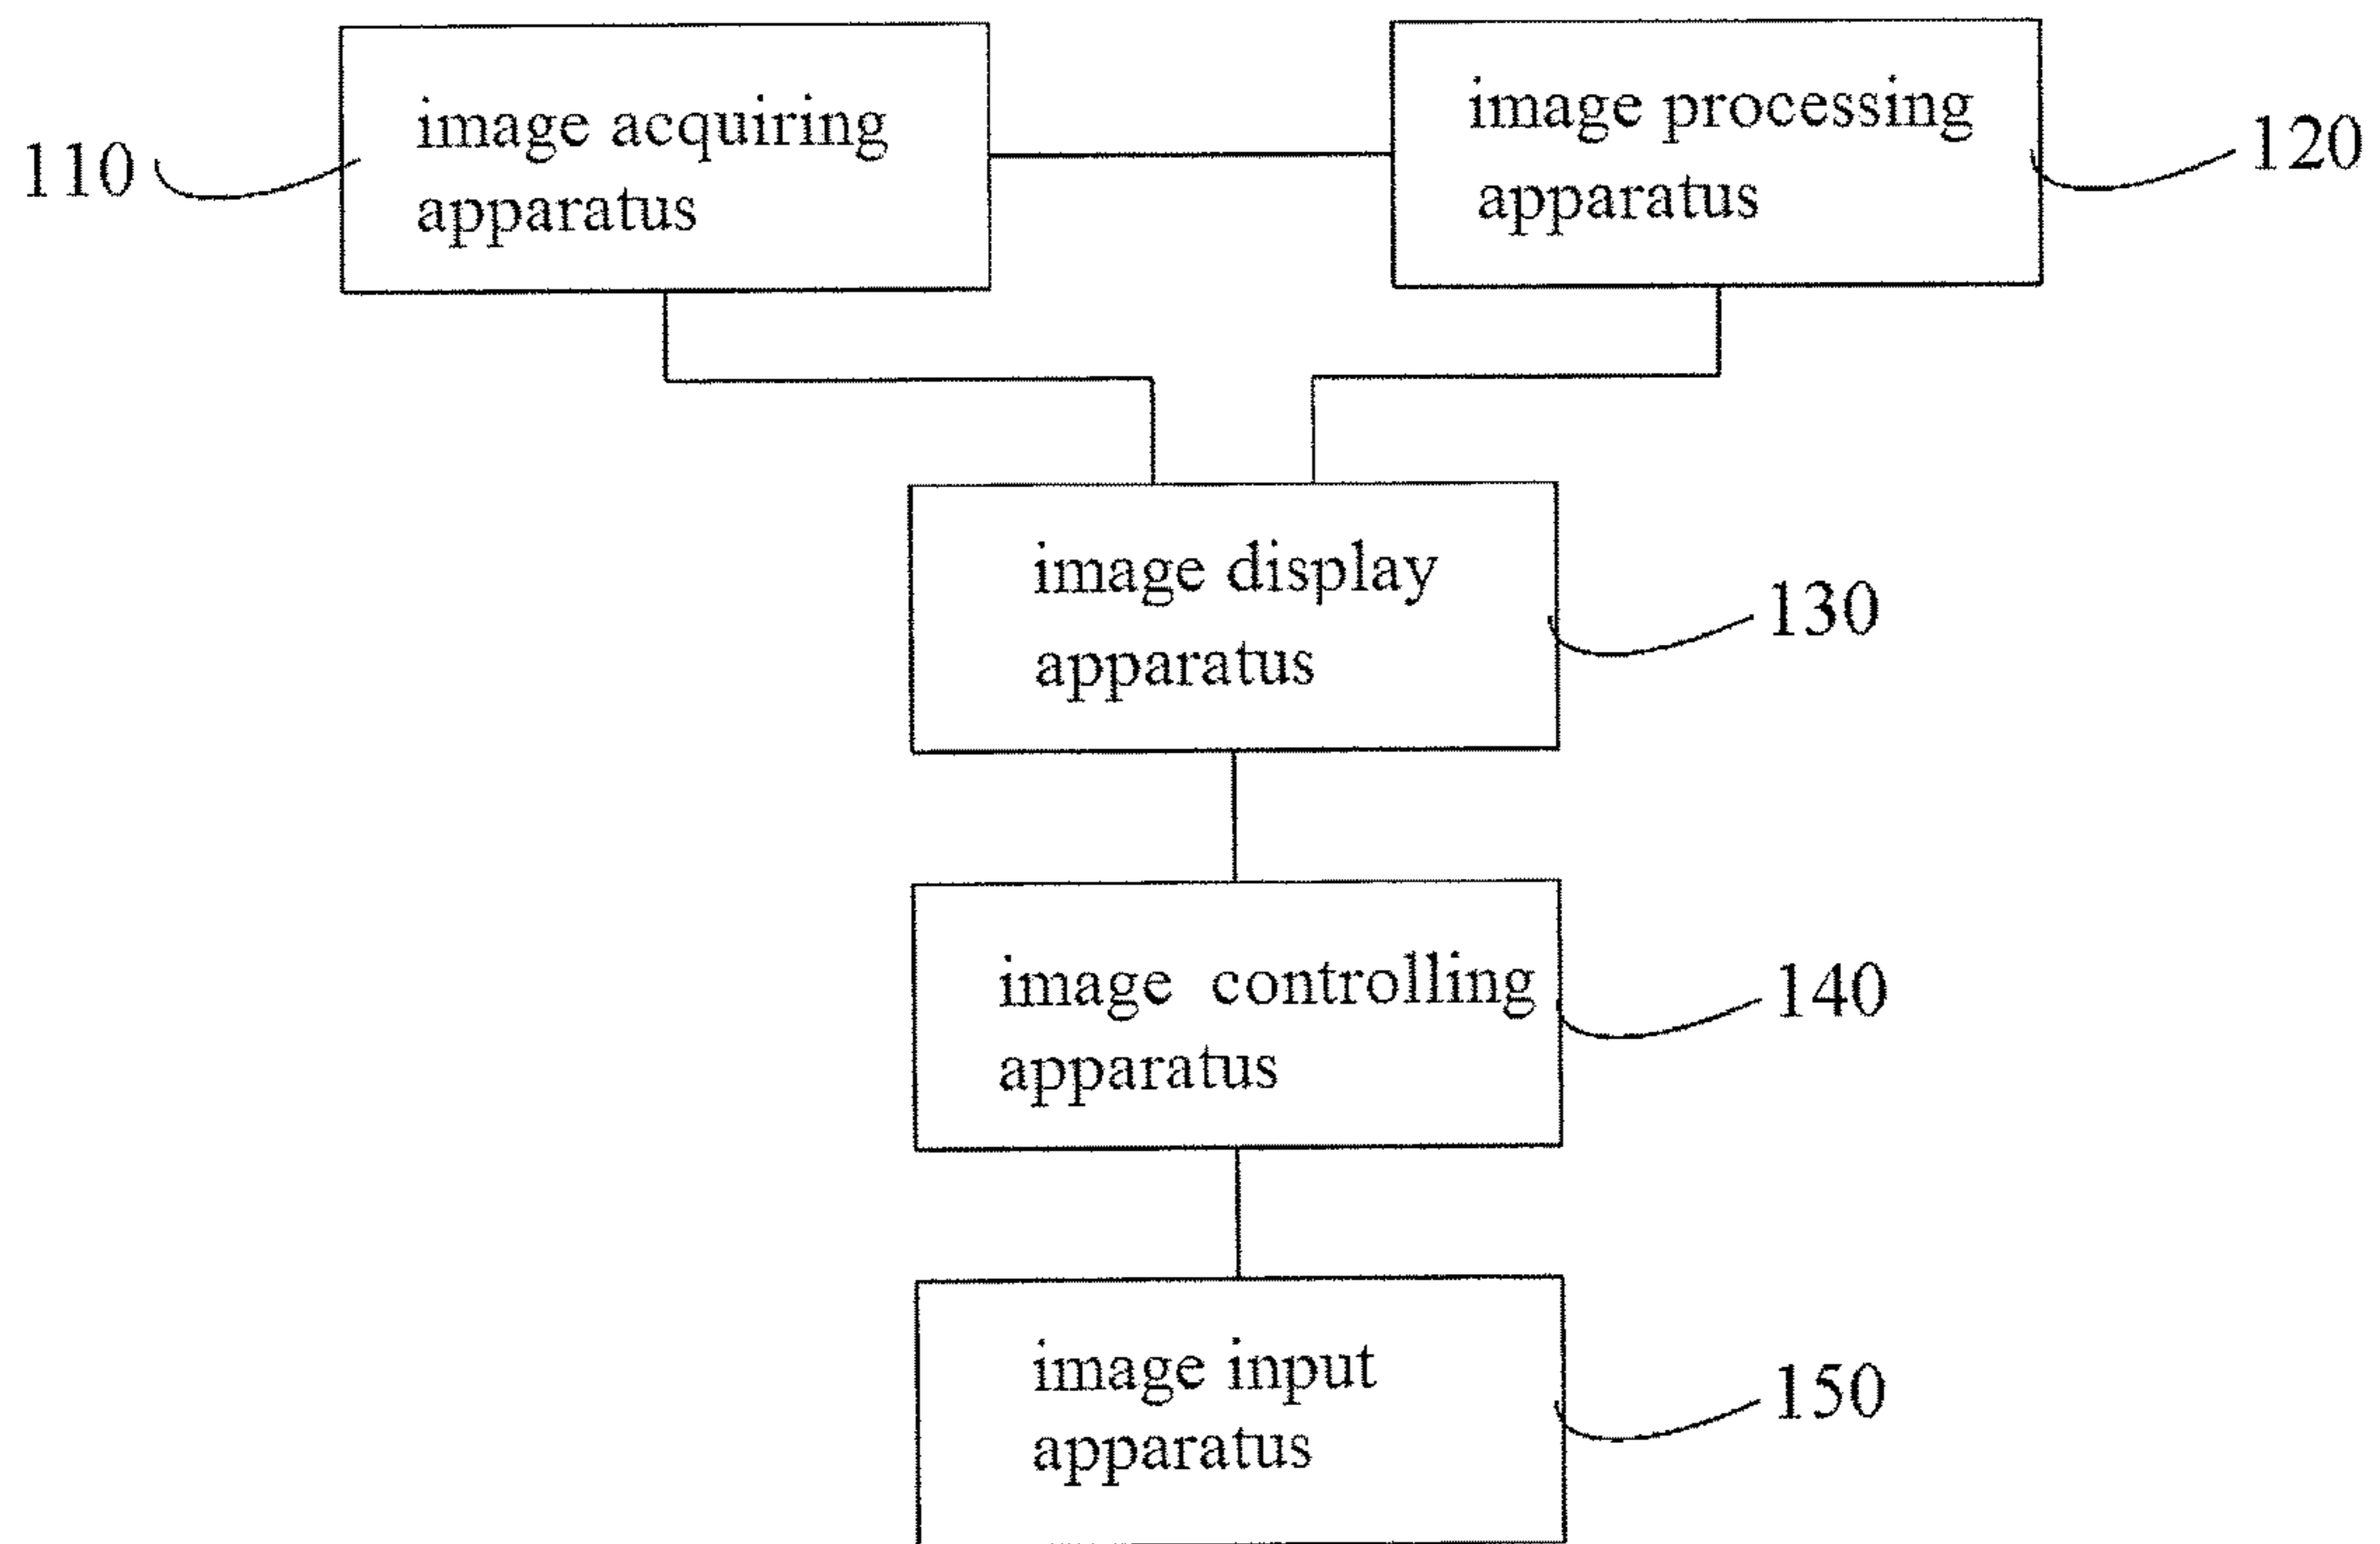 110
image acquiring
apparatus
image processing
apparatus
120
image display
apparatus
130
image controlling
apparatus
140
image input
apparatus
150